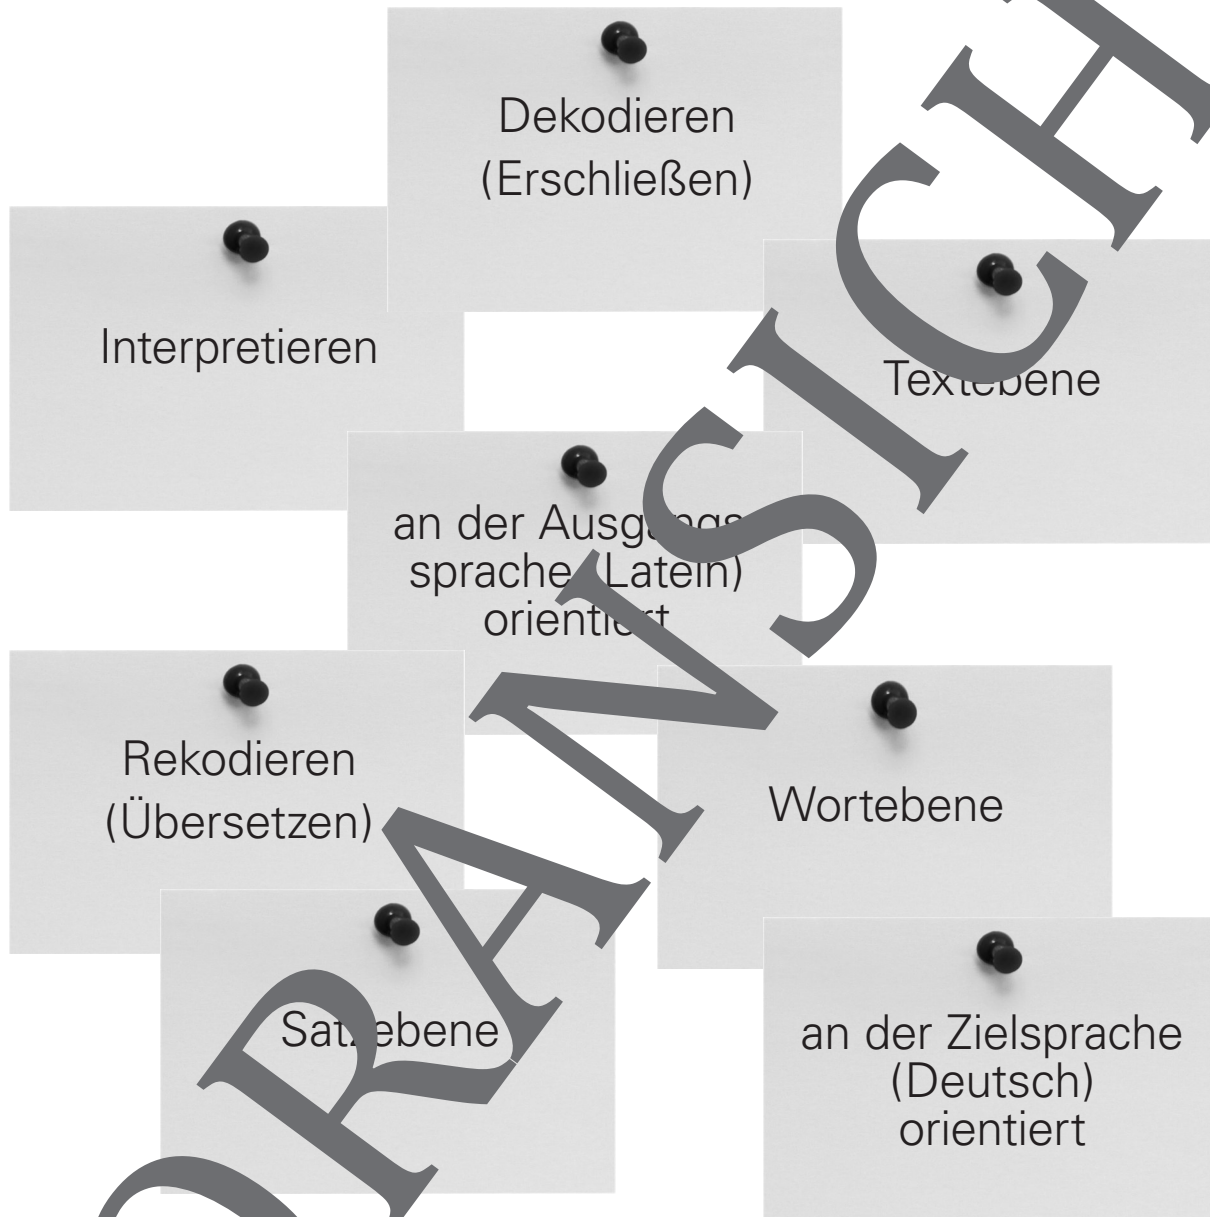 Dekodieren
(Erschließen)
Interpretieren
Textebene
an der Ausgangs-
sprache (Latein)
orientiert
Rekodieren
(Übersetzen)
Wortebene
Satzebene
an der Zielsprache
(Deutsch)
orientiert
ORANSICH